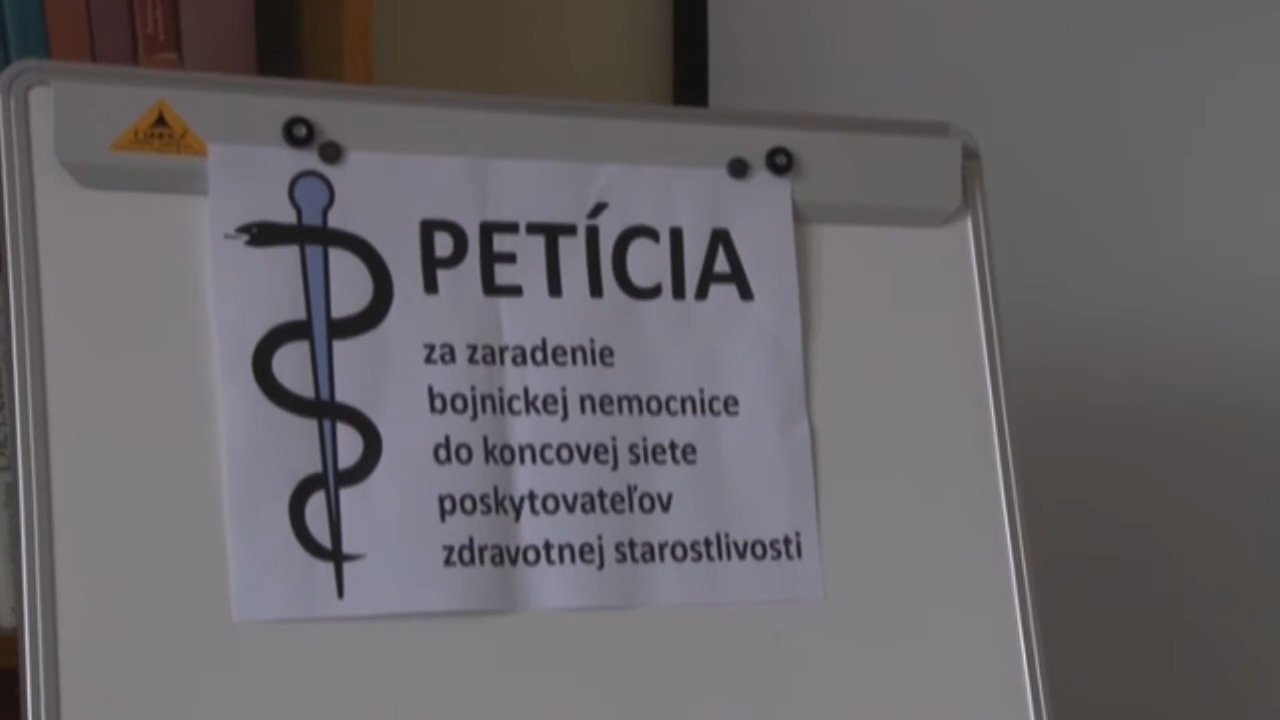 PETÍCIA
za zaradenie
bojnickej nemocnice
do koncovej siete
poskytovateľov
zdravotnej starostlivosti